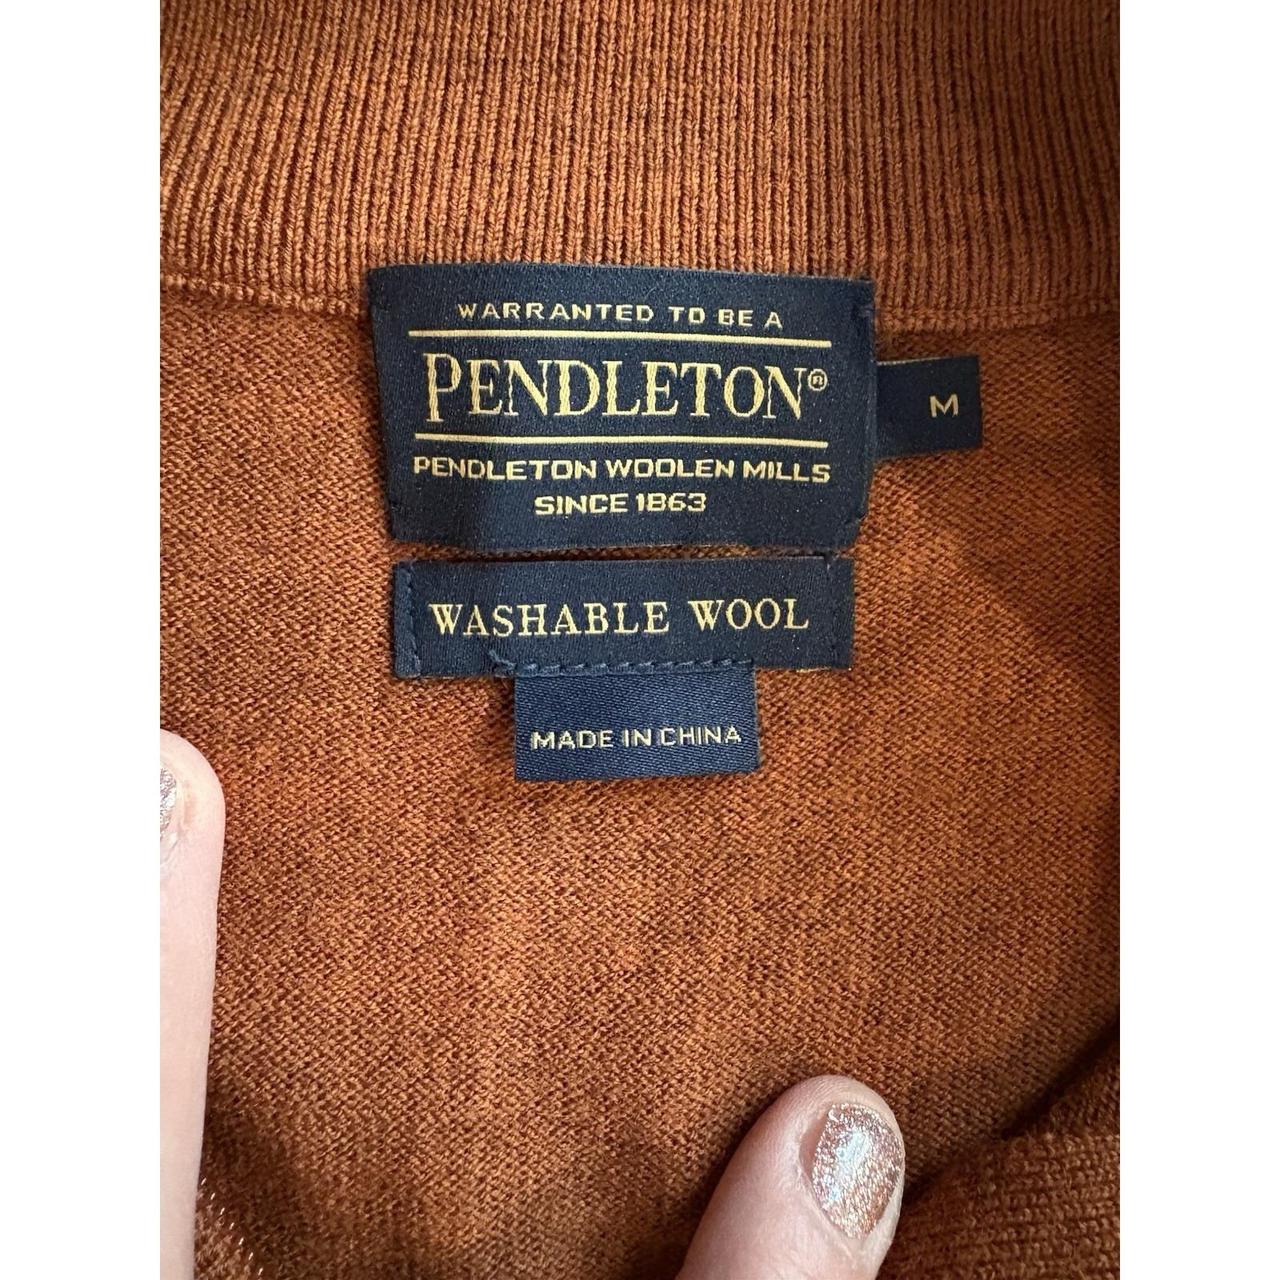 WARRANTED TO BE A
PENDLETON®
M
PENDLETON WOOLEN MILLS
SINCE 1863
WASHABLE WOOL
MADE IN CHINA